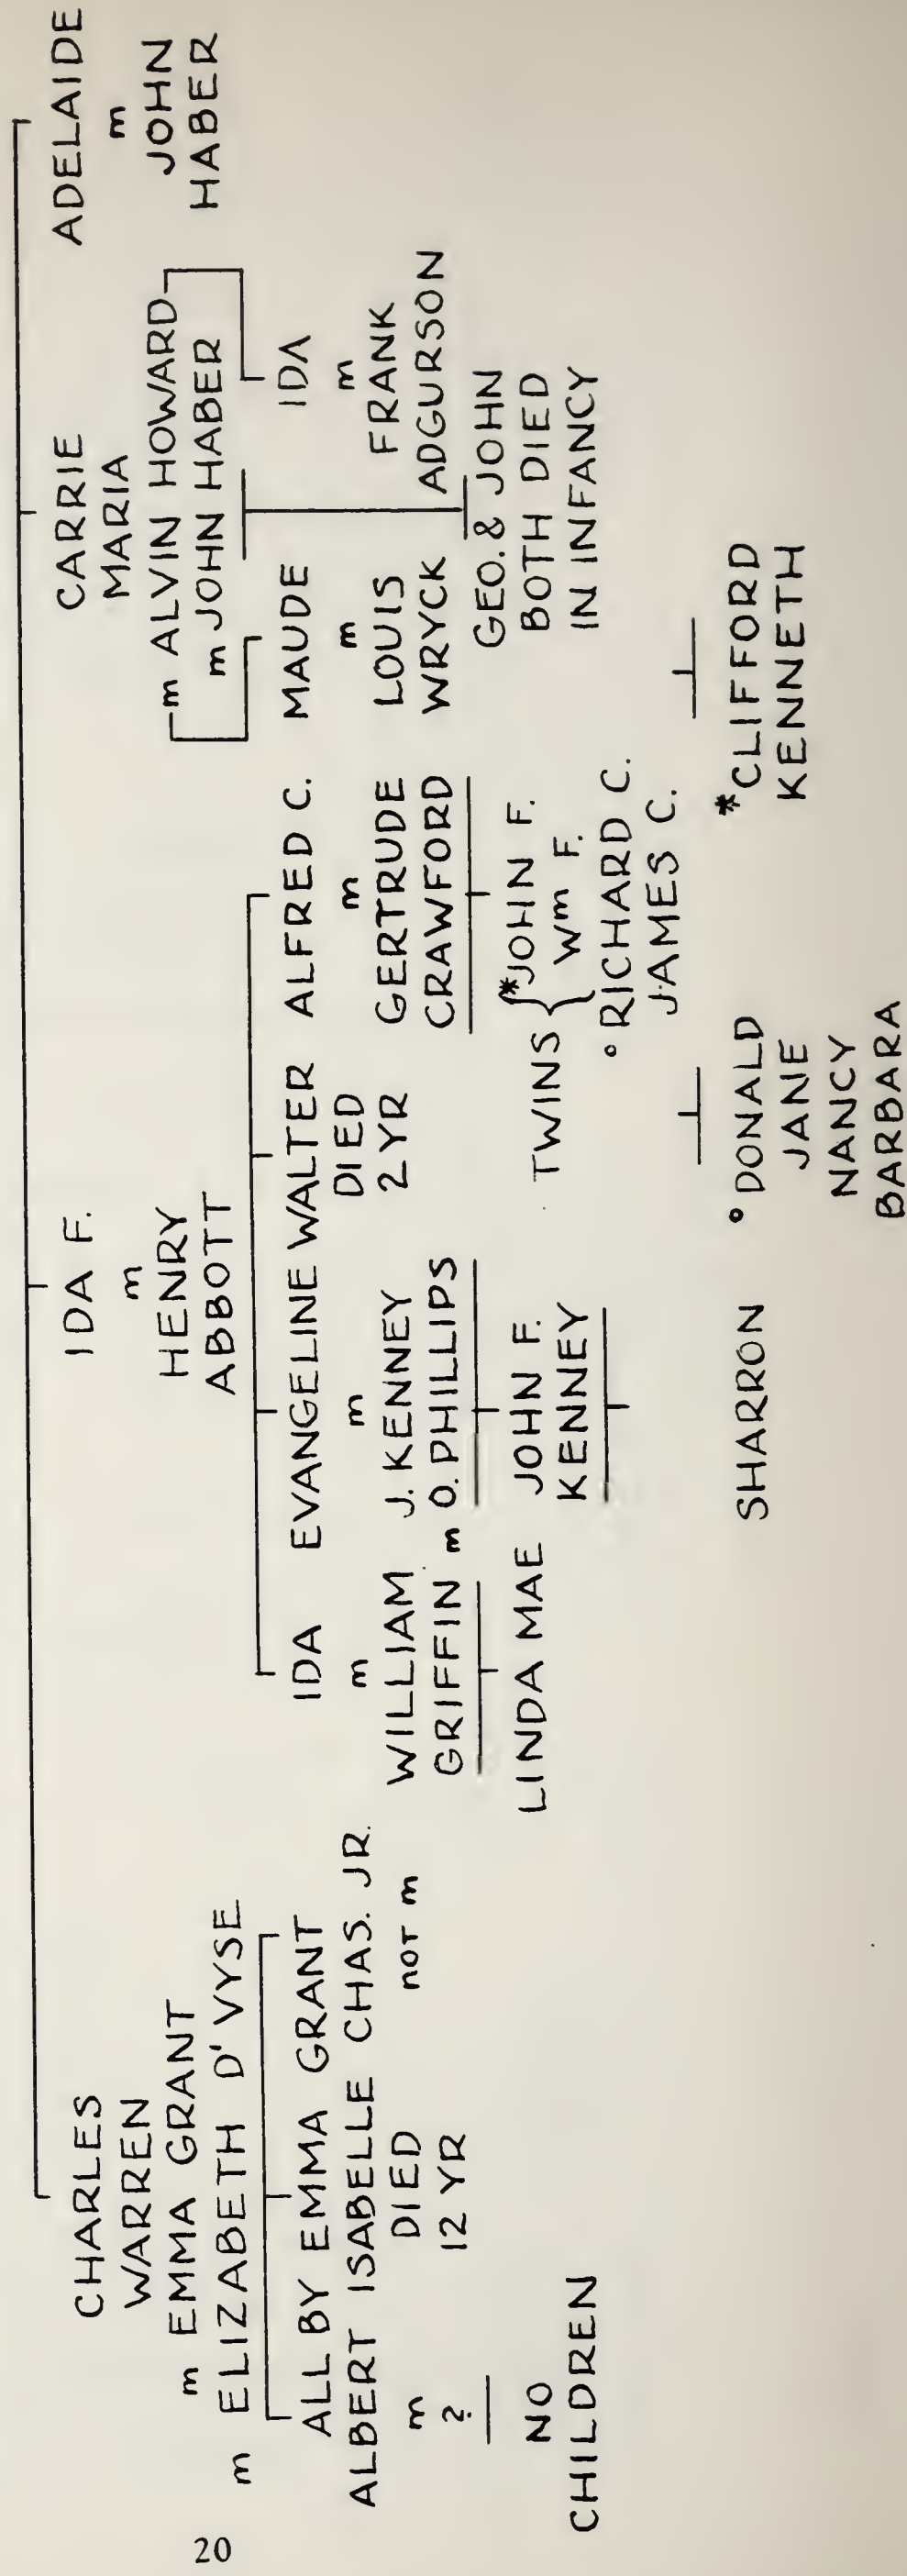 CHARLES
WARREN
m EMMA GRANT
m ELIZABETH D'VYSE
ALL BY EMMA GRANT
ALBERT ISABELLE CHAS. JR.
m
?
DIED
12 YR
not m
NO
CHILDREN
IDA F.
m
HENRY
ABBOTT
IDA
m
WILLIAM
GRIFFIN
LINDA MAE
EVANGELINE
m
J. KENNEY
m O. PHILLIPS
JOHN F.
KENNEY
SHARRON
WALTER
DIED
2 YR
ALFRED C.
m
GERTRUDE
CRAWFORD
TWINS { *JOHN F.
Wm F.
° RICHARD C.
JAMES C.
° DONALD
JANE
NANCY
BARBARA
*CLIFFORD
KENNETH
CARRIE
MARIA
m ALVIN HOWARD
m JOHN HABER
MAUDE
m
LOUIS
WRYCK
GEO. & JOHN
BOTH DIED
IN INFANCY
IDA
m
FRANK
ADGURSON
ADELAIDE
m
JOHN
HABER
20